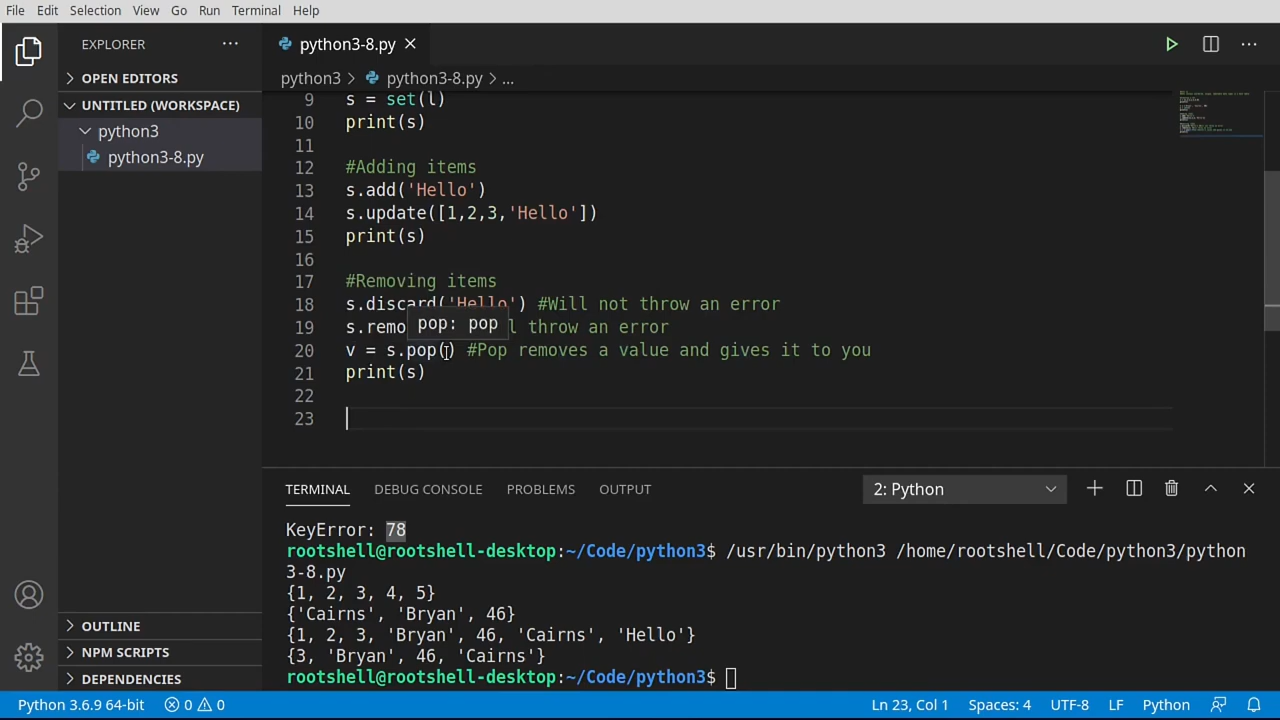 File Edit Selection View Go Run Terminal Help
EXPLORER
OPEN EDITORS
UNTITLED (WORKSPACE)
python3
python3-8.py
OUTLINE
NPM SCRIPTS
DEPENDENCIES
python3-8.py
python3 > python3-8.py > ...
9 s = set(l)
10 print(s)
11
12 #Adding items
13 s.add('Hello')
14 s.update([1,2,3,'Hello'])
15 print(s)
16
17 #Removing items
18 s.discard('Hello') #Will not throw an error
pop: pop
19 s.remo l throw an error
20 v = s.pop() #Pop removes a value and gives it to you
21 print(s)
22
23
TERMINAL DEBUG CONSOLE PROBLEMS OUTPUT 2: Python
KeyError: 78
rootshell@rootshell-desktop:~/Code/python3$ /usr/bin/python3 /home/rootshell/Code/python3/python
3-8.py
{1, 2, 3, 4, 5}
{'Cairns', 'Bryan', 46}
{1, 2, 3, 'Bryan', 46, 'Cairns', 'Hello'}
{3, 'Bryan', 46, 'Cairns'}
rootshell@rootshell-desktop:~/Code/python3$
Python 3.6.9 64-bit 0 0 Ln 23, Col 1 Spaces: 4 UTF-8 LF Python